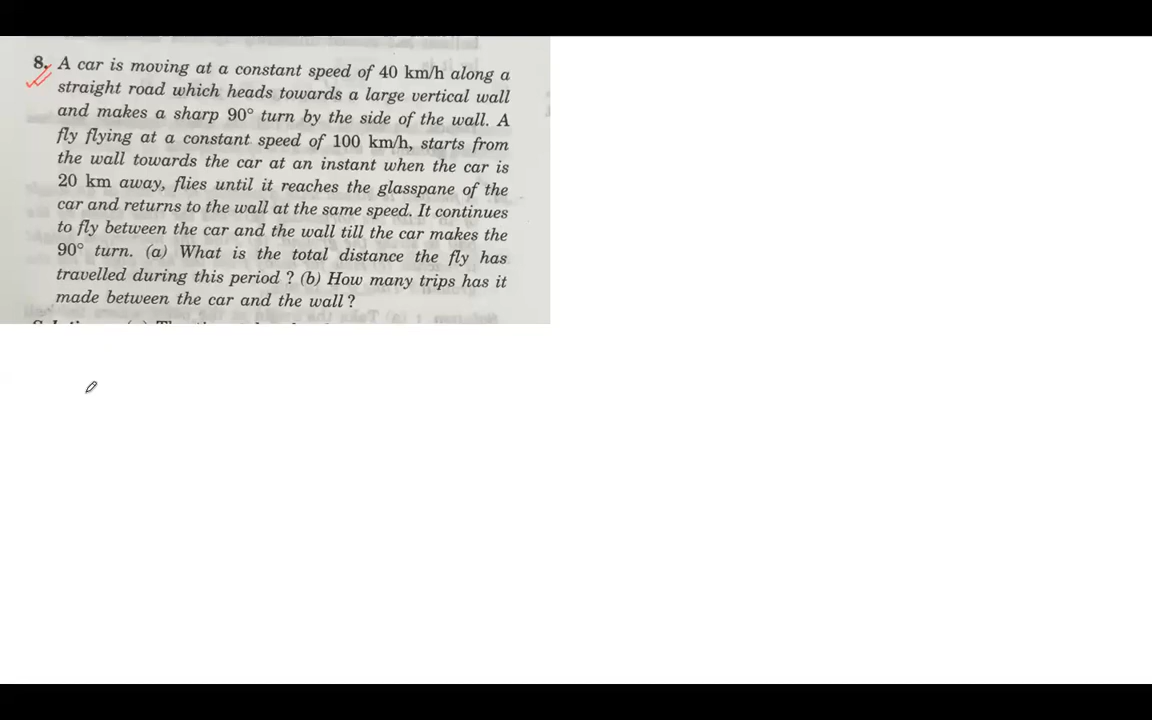 8. A car is moving at a constant speed of 40 km/h along a
straight road which heads towards a large vertical wall
and makes a sharp 90° turn by the side of the wall. A
fly flying at a constant speed of 100 km/h, starts from
the wall towards the car at an instant when the car is
20 km away, flies until it reaches the glasspane of the
car and returns to the wall at the same speed. It continues
to fly between the car and the wall till the car makes the
90° turn. (a) What is the total distance the fly has
travelled during this period ? (b) How many trips has it
made between the car and the wall ?